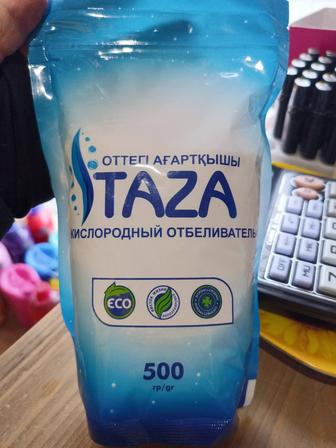 ОТТЕГІ АҒАРТҚЫШЫ
TAZA
КИСЛОРОДНЫЙ ОТБЕЛИВАТЕЛЬ
ECO
500
гр/gr